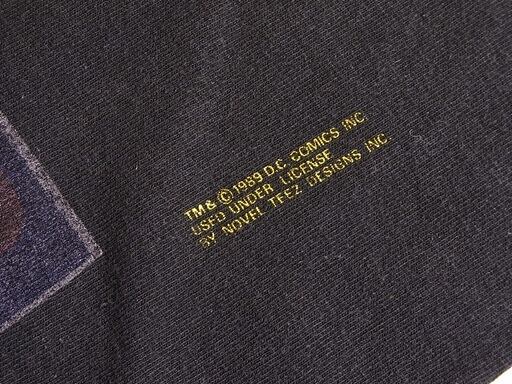 TM & © 1989 D.C. COMICS INC.
USED UNDER LICENSE
BY NOVEL TEEZ DESIGNS INC.